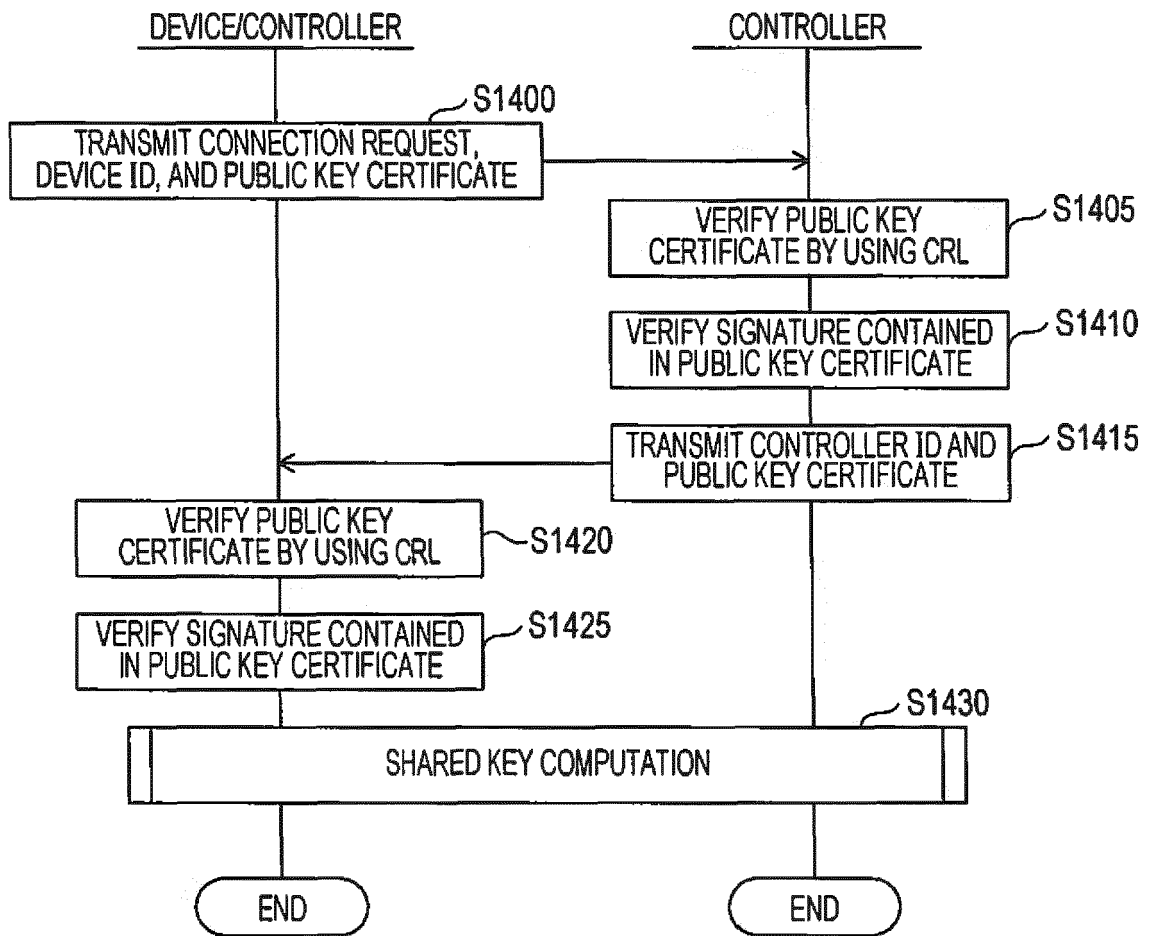 DEVICE/CONTROLLER
CONTROLLER
S1400
TRANSMIT CONNECTION REQUEST,
DEVICE ID, AND PUBLIC KEY CERTIFICATE
S1405
VERIFY PUBLIC KEY
CERTIFICATE BY USING CRL
S1410
VERIFY SIGNATURE CONTAINED
IN PUBLIC KEY CERTIFICATE
S1415
TRANSMIT CONTROLLER ID AND
PUBLIC KEY CERTIFICATE
VERIFY PUBLIC KEY
CERTIFICATE BY USING CRL
S1420
VERIFY SIGNATURE CONTAINED
IN PUBLIC KEY CERTIFICATE
S1425
S1430
SHARED KEY COMPUTATION
END
END